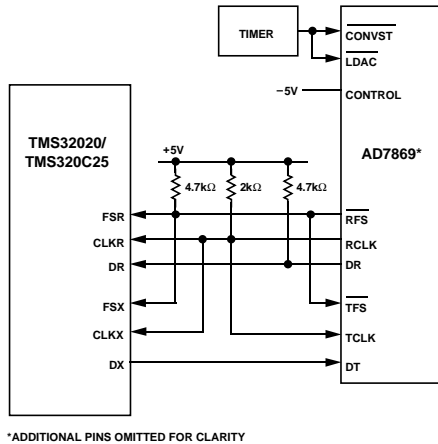 TIMER
CONVST
LDAC
−5V
CONTROL
TMS32020/
TMS320C25
+5V
AD7869*
4.7kΩ
2kΩ
4.7kΩ
FSR
RFS
CLKR
RCLK
DR
DR
FSX
TFS
CLKX
TCLK
DX
DT
*ADDITIONAL PINS OMITTED FOR CLARITY